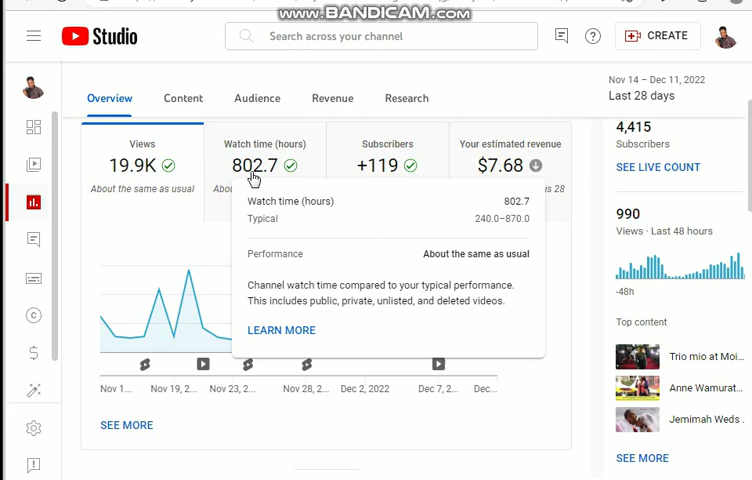 www.BANDICAM.com
Studio
Search across your channel
CREATE
Nov 14 – Dec 11, 2022
Last 28 days
Overview
Content
Audience
Revenue
Research
Views
19.9K
About the same as usual
Watch time (hours)
802.7
Subscribers
+119
Your estimated revenue
$7.68
28
Watch time (hours) 802.7
Typical 240.0–870.0
Performance About the same as usual
Channel watch time compared to your typical performance.
This includes public, private, unlisted, and deleted videos.
LEARN MORE
Nov 1...
Nov 19, 2...
Nov 23, 2...
Nov 28, 2...
Dec 2, 2022
Dec 7, 2...
Dec...
SEE MORE
4,415
Subscribers
SEE LIVE COUNT
990
Views · Last 48 hours
-48h
Top content
Trio mio at Moi...
Anne Wamurat...
Jemimah Weds ...
SEE MORE